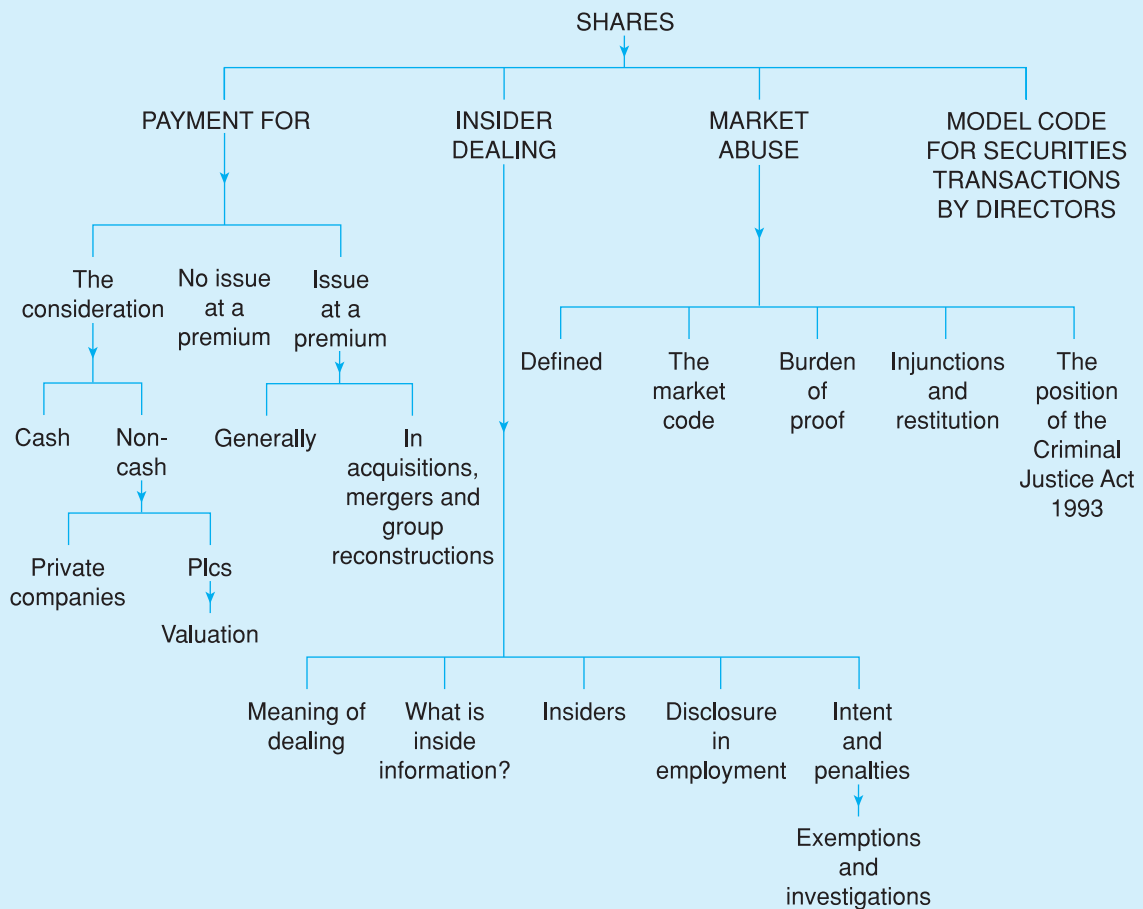 SHARES
PAYMENT FOR
INSIDER
DEALING
MARKET
ABUSE
MODEL CODE
FOR SECURITIES
TRANSACTIONS
BY DIRECTORS
The
consideration
No issue
at a
premium
Issue
at a
premium
Cash
Non-
cash
Generally
In
acquisitions,
mergers and
group
reconstructions
Private
companies
Plcs
Valuation
Defined
The
market
code
Burden
of
proof
Injunctions
and
restitution
The
position
of the
Criminal
Justice Act
1993
Meaning of
dealing
What is
inside
information?
Insiders
Disclosure
in
employment
Intent
and
penalties
Exemptions
and
investigations